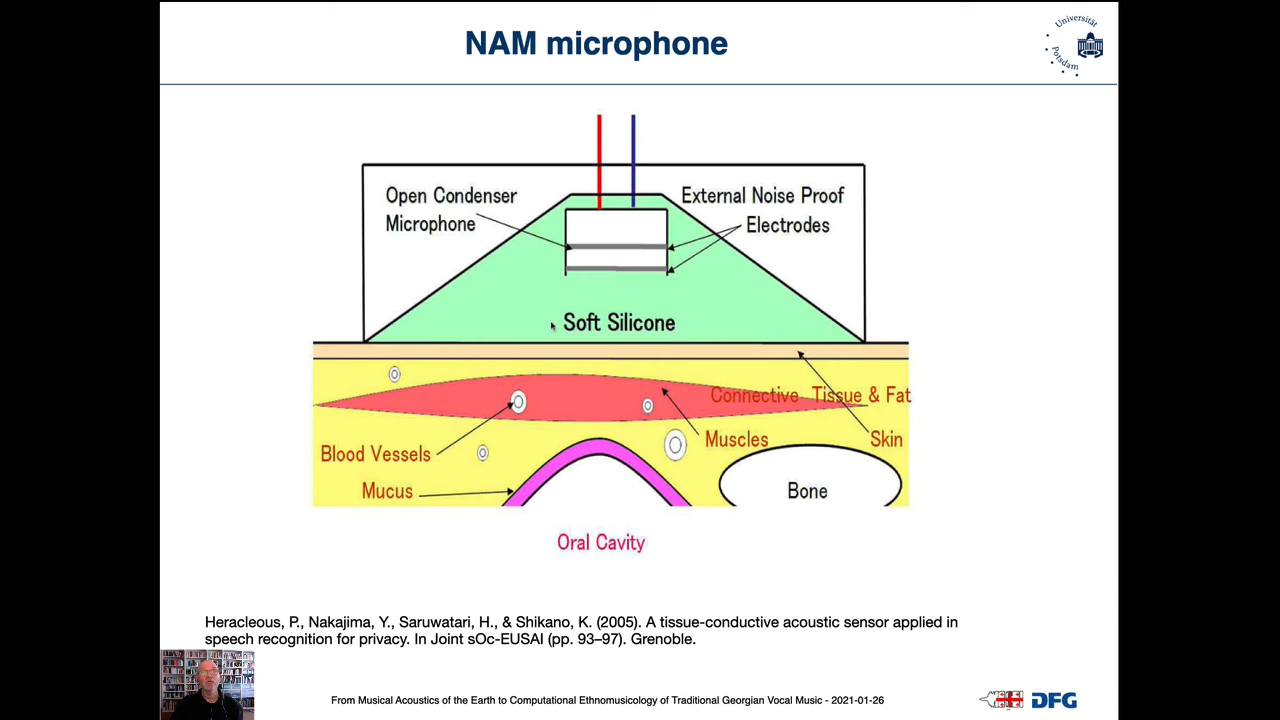 NAM microphone
Universität
Potsdam
Open Condenser
Microphone
External Noise Proof
Electrodes
Soft Silicone
Connective Tissue & Fat
Blood Vessels
Muscles
Skin
Mucus
Bone
Oral Cavity
Heracleous, P., Nakajima, Y., Saruwatari, H., & Shikano, K. (2005). A tissue-conductive acoustic sensor applied in
speech recognition for privacy. In Joint sOc-EUSAI (pp. 93–97). Grenoble.
From Musical Acoustics of the Earth to Computational Ethnomusicology of Traditional Georgian Vocal Music - 2021-01-26
DFG